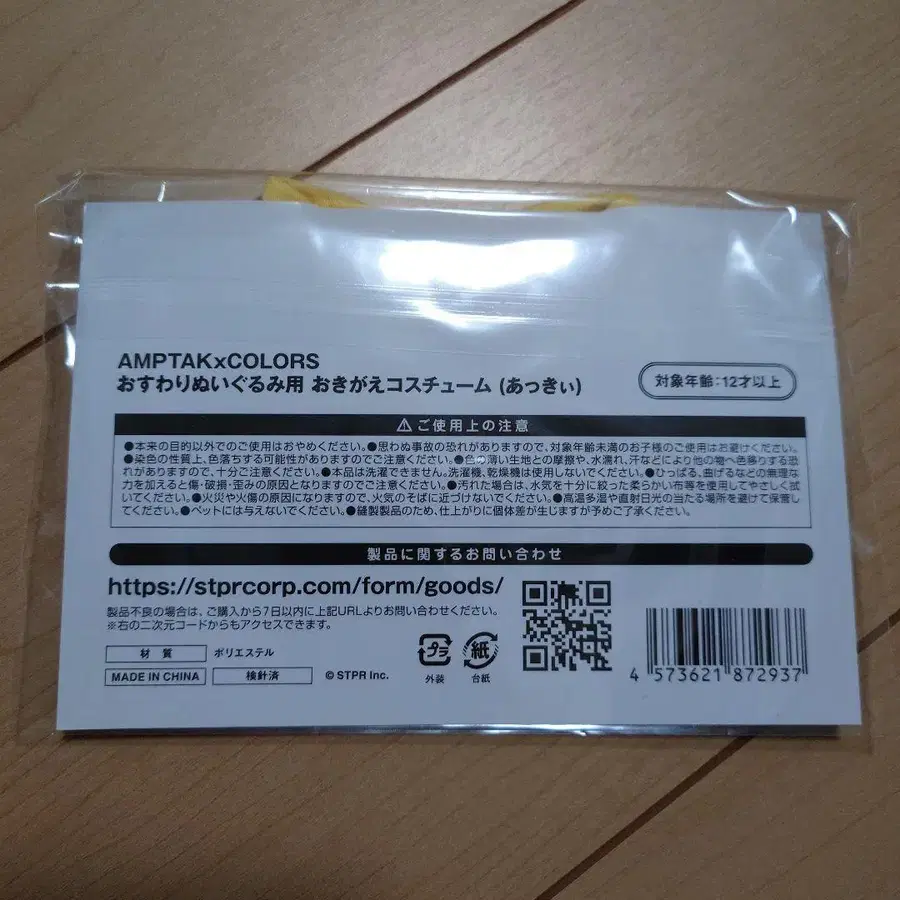 AMPTAKxCOLORS
おすわりぬいぐるみ用 おきがえコスチューム (あっきぃ)
対象年齢:12才以上
⚠ご使用上の注意
●本来の目的以外でのご使用はおやめください。●思わぬ事故の恐れがありますので、対象年齢未満のお子様のご使用はお避けください。
●染色の性質上、色落ちする可能性がありますのでご注意ください。●色の薄い生地との摩擦や、水濡れ、汗などにより他の物へ色移りする恐
れがありますので、十分ご注意ください。●本品は洗濯できません。洗濯機、乾燥機は使用しないでください。●ひっぱる、曲げるなどの無理な
力を加えると傷・破損・歪みの原因となりますのでご注意ください。●汚れた場合は、水気を十分に絞った柔らかい布等を使用してやさしく拭
いてください。●火災や火傷の原因になりますので、火気のそばに近づけないでください。●高温多湿や直射日光の当たる場所を避けて保管し
てください。●ペットには与えないでください。●縫製製品のため、仕上がりに個体差が生じますが予めご了承ください。
製品に関するお問い合わせ
https://stprcorp.com/form/goods/
製品不良の場合は、ご購入から7日以内に上記URLよりお問い合わせください。
※右の二次元コードからもアクセスできます。
材質 ポリエステル
MADE IN CHINA 検針済 © STPR Inc.
プラ 外装
紙 台紙
4 573621 872937